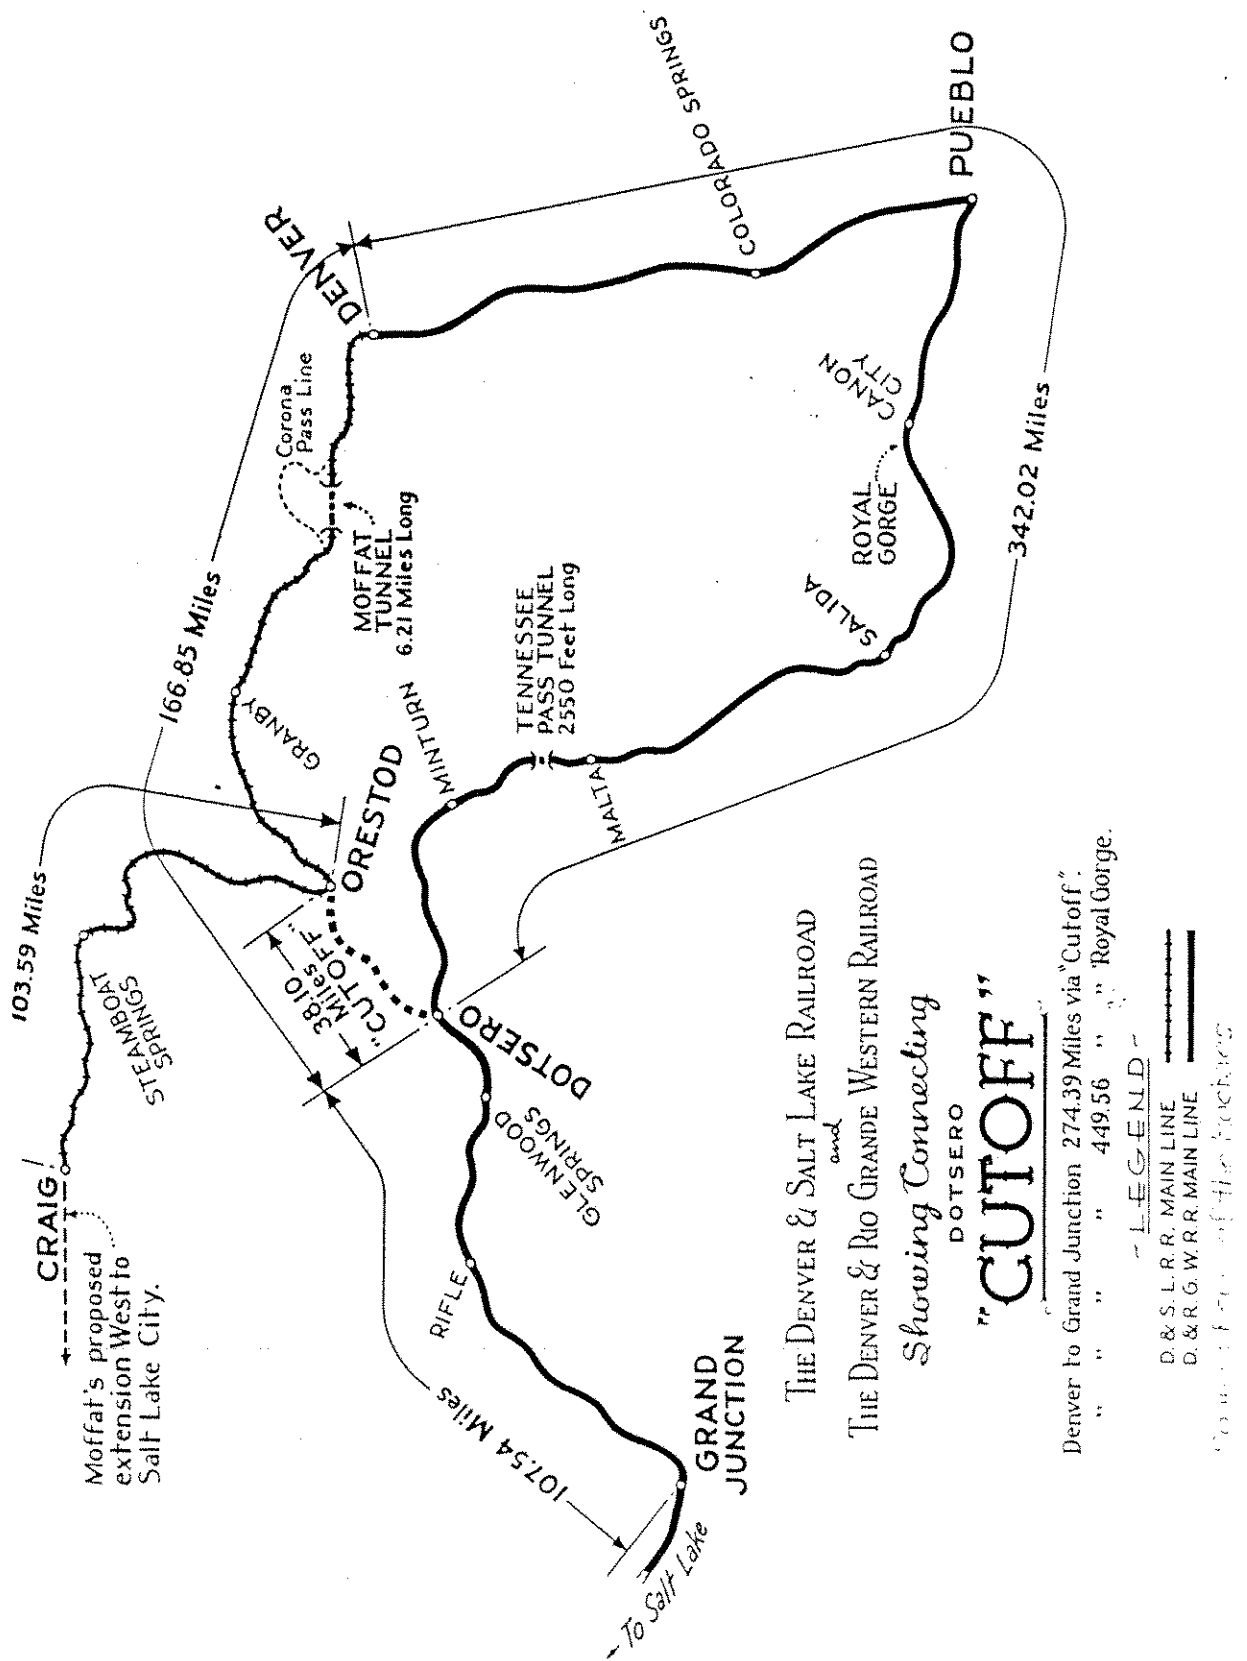 CRAIG
Moffat's proposed
extension West to
Salt Lake City.
103.59 Miles
STEAMBOAT
SPRINGS
166.85 Miles
GRANBY
Corona
Pass Line
DENVER
MOFFAT
TUNNEL
6.21 Miles Long
ORESTOD
38.10
Miles
"CUTOFF"
DOTSERO
MINTURN
TENNESSEE
PASS TUNNEL
2550 Feet Long
MALTA
SALIDA
ROYAL
GORGE
CANON
CITY
COLORADO SPRINGS
PUEBLO
342.02 Miles
GLENWOOD
SPRINGS
RIFLE
107.54 Miles
GRAND
JUNCTION
To Salt Lake
THE DENVER & SALT LAKE RAILROAD
and
THE DENVER & RIO GRANDE WESTERN RAILROAD
Showing Connecting
DOTSERO
"CUTOFF"
Denver to Grand Junction 274.39 Miles via "Cutoff".
" " " " 449.56 " " "Royal Gorge.
- LEGEND -
D. & S. L. R. R. MAIN LINE
D. & R. G. W. R. R. MAIN LINE